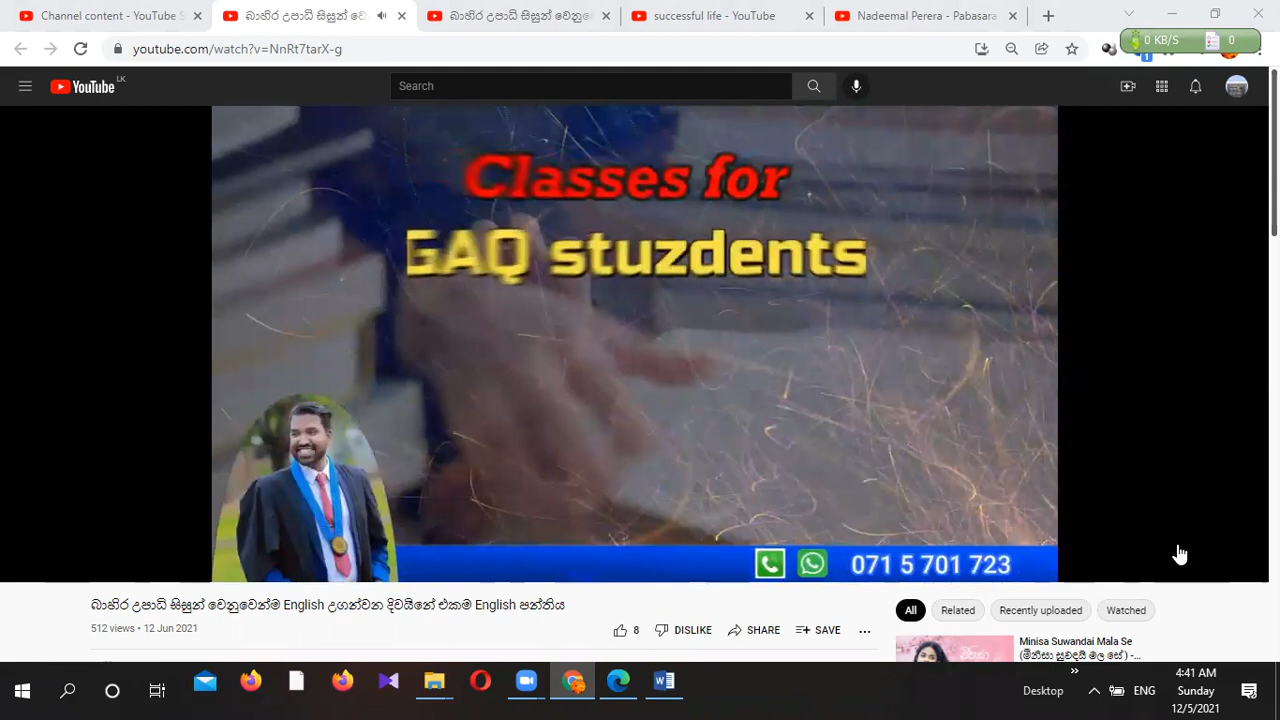 Channel content - YouTube S
බාහිර උපාධි සිසුන් වෙ
බාහිර උපාධි සිසුන් වෙනුවෙ
successful life - YouTube
Nadeemal Perera - Pabasara
youtube.com/watch?v=NnRt7tarX-g
0 KB/S
0
1
YouTube LK
Search
Classes for
GAQ stuzdents
071 5 701 723
බාහිර උපාධි සිසුන් වෙනුවෙන්ම English උගන්වන දිවයිනේ එකම English පන්තිය
512 views • 12 Jun 2021
8
DISLIKE
SHARE
SAVE
All
Related
Recently uploaded
Watched
Minisa Suwandai Mala Se
(මිනිසා සුවඳයි මල සේ ) -...
Desktop
ENG
4:41 AM
Sunday
12/5/2021